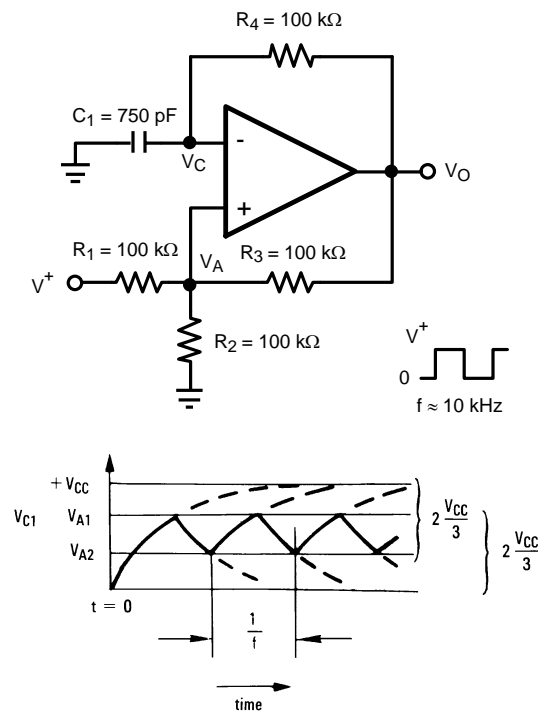 R4 = 100 kΩ
C1 = 750 pF
VC
-
VO
+
R1 = 100 kΩ
VA
R3 = 100 kΩ
V+
R2 = 100 kΩ
V+
0
f ≈ 10 kHz
+ VCC
VC1
VA1
2 VCC/3
VA2
2 VCC/3
t = 0
1/f
time